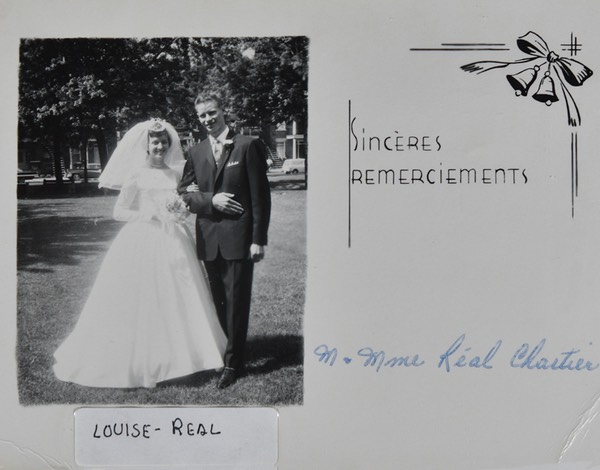 Sincères
remerciements
M. Mme Réal Chartier
Louise - Real